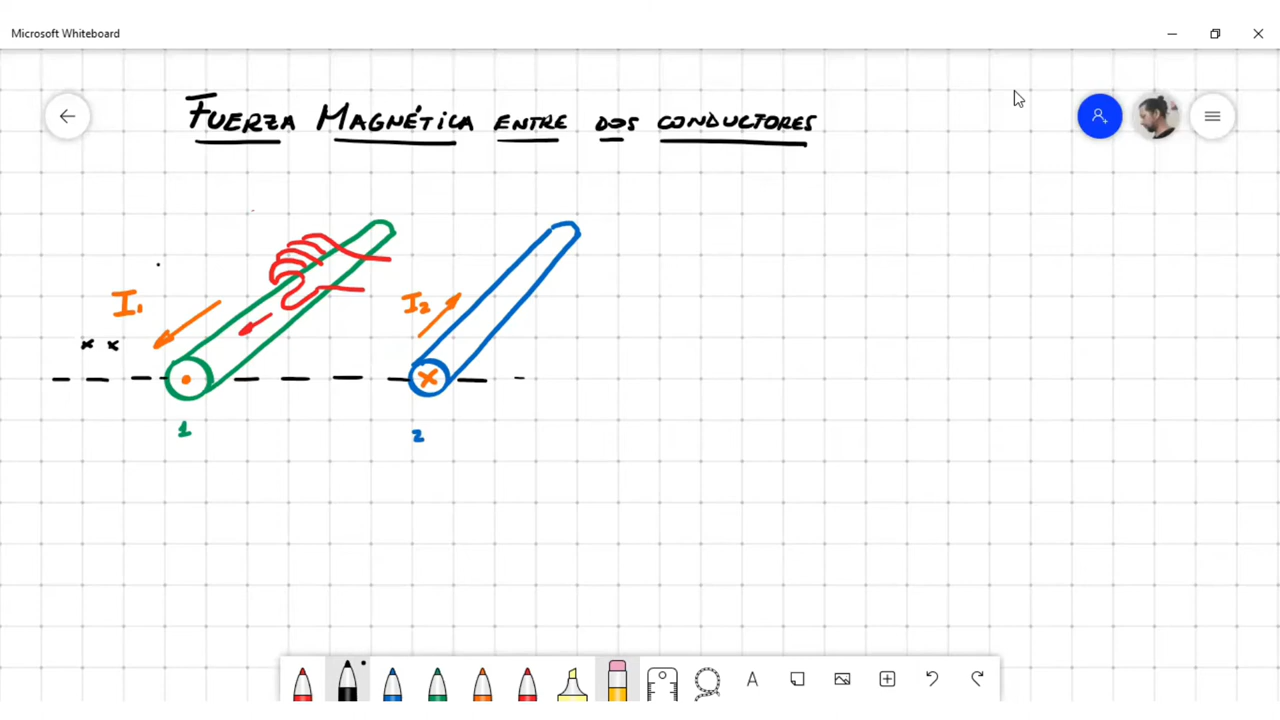 Microsoft Whiteboard
FUERZA MAGNÉTICA ENTRE DOS CONDUCTORES
I₁
I₂
x x
x
1
2
A